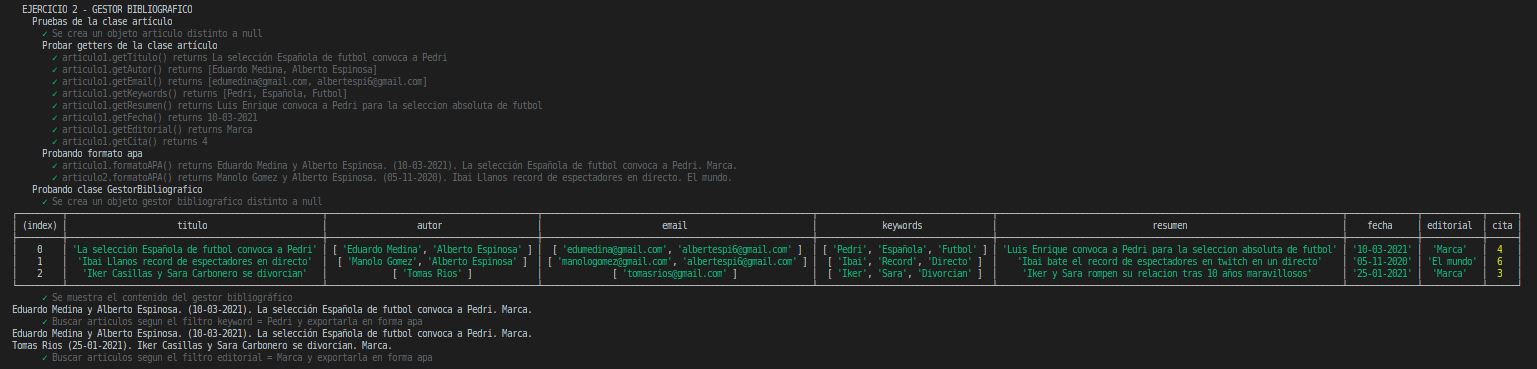 EJERCICIO 2 - GESTOR BIBLIOGRAFICO
Pruebas de la clase artículo
✓ Se crea un objeto articulo distinto a null
Probar getters de la clase artículo
✓ articulo1.getTitulo() returns La selección Española de futbol convoca a Pedri
✓ articulo1.getAutor() returns [Eduardo Medina, Alberto Espinosa]
✓ articulo1.getEmail() returns [edumedina@gmail.com, albertespi6@gmail.com]
✓ articulo1.getKeywords() returns [Pedri, Española, Futbol]
✓ articulo1.getResumen() returns Luis Enrique convoca a Pedri para la seleccion absoluta de futbol
✓ articulo1.getFecha() returns 10-03-2021
✓ articulo1.getEditorial() returns Marca
✓ articulo1.getCita() returns 4
Probando formato apa
✓ articulo1.formatoAPA() returns Eduardo Medina y Alberto Espinosa. (10-03-2021). La selección Española de futbol convoca a Pedri. Marca.
✓ articulo2.formatoAPA() returns Manolo Gomez y Alberto Espinosa. (05-11-2020). Ibai Llanos record de espectadores en directo. El mundo.
Probando clase GestorBibliografico
✓ Se crea un objeto gestor bibliografico distinto a null
(index) titulo autor email keywords resumen fecha editorial cita
0 'La selección Española de futbol convoca a Pedri' [ 'Eduardo Medina', 'Alberto Espinosa' ] [ 'edumedina@gmail.com', 'albertespi6@gmail.com' ] [ 'Pedri', 'Española', 'Futbol' ] 'Luis Enrique convoca a Pedri para la seleccion absoluta de futbol' '10-03-2021' 'Marca' 4
1 'Ibai Llanos record de espectadores en directo' [ 'Manolo Gomez', 'Alberto Espinosa' ] [ 'manologomez@gmail.com', 'albertespi6@gmail.com' ] [ 'Ibai', 'Record', 'Directo' ] 'Ibai bate el record de espectadores en twitch en un directo' '05-11-2020' 'El mundo' 6
2 'Iker Casillas y Sara Carbonero se divorcian' [ 'Tomas Rios' ] [ 'tomasrios@gmail.com' ] [ 'Iker', 'Sara', 'Divorcian' ] 'Iker y Sara rompen su relacion tras 10 años maravillosos' '25-01-2021' 'Marca' 3
✓ Se muestra el contenido del gestor bibliográfico
Eduardo Medina y Alberto Espinosa. (10-03-2021). La selección Española de futbol convoca a Pedri. Marca.
✓ Buscar articulos segun el filtro keyword = Pedri y exportarla en forma apa
Eduardo Medina y Alberto Espinosa. (10-03-2021). La selección Española de futbol convoca a Pedri. Marca.
Tomas Rios (25-01-2021). Iker Casillas y Sara Carbonero se divorcian. Marca.
✓ Buscar articulos segun el filtro editorial = Marca y exportarla en forma apa